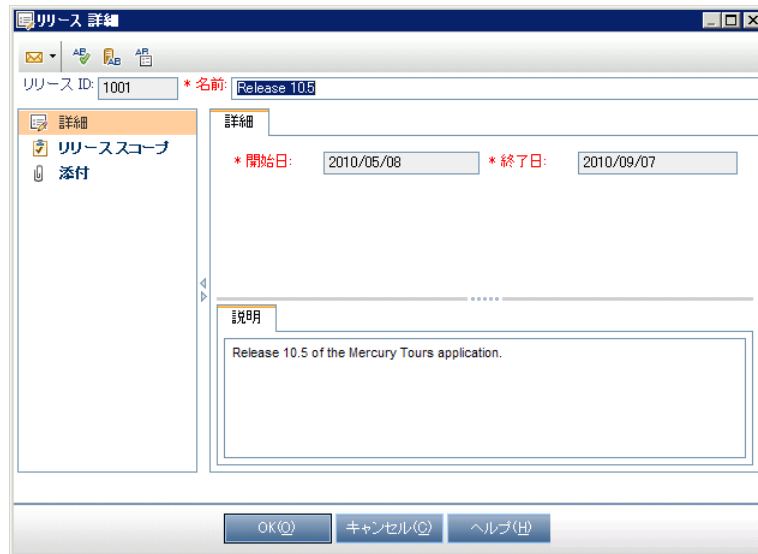 リリース 詳細
リリース ID: 1001 * 名前: Release 10.5
詳細
リリース スコープ
添付
詳細
* 開始日: 2010/05/08 * 終了日: 2010/09/07
説明
Release 10.5 of the Mercury Tours application.
OK(O) キャンセル(C) ヘルプ(H)